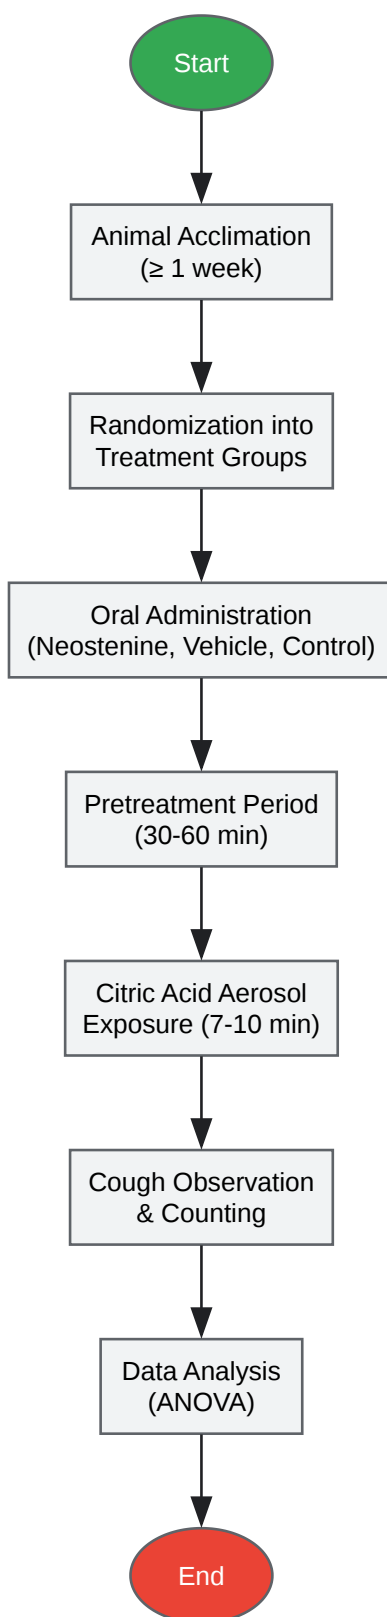 Start
Animal Acclimation
(≥ 1 week)
Randomization into
Treatment Groups
Oral Administration
(Neostenine, Vehicle, Control)
Pretreatment Period
(30-60 min)
Citric Acid Aerosol
Exposure (7-10 min)
Cough Observation
& Counting
Data Analysis
(ANOVA)
End